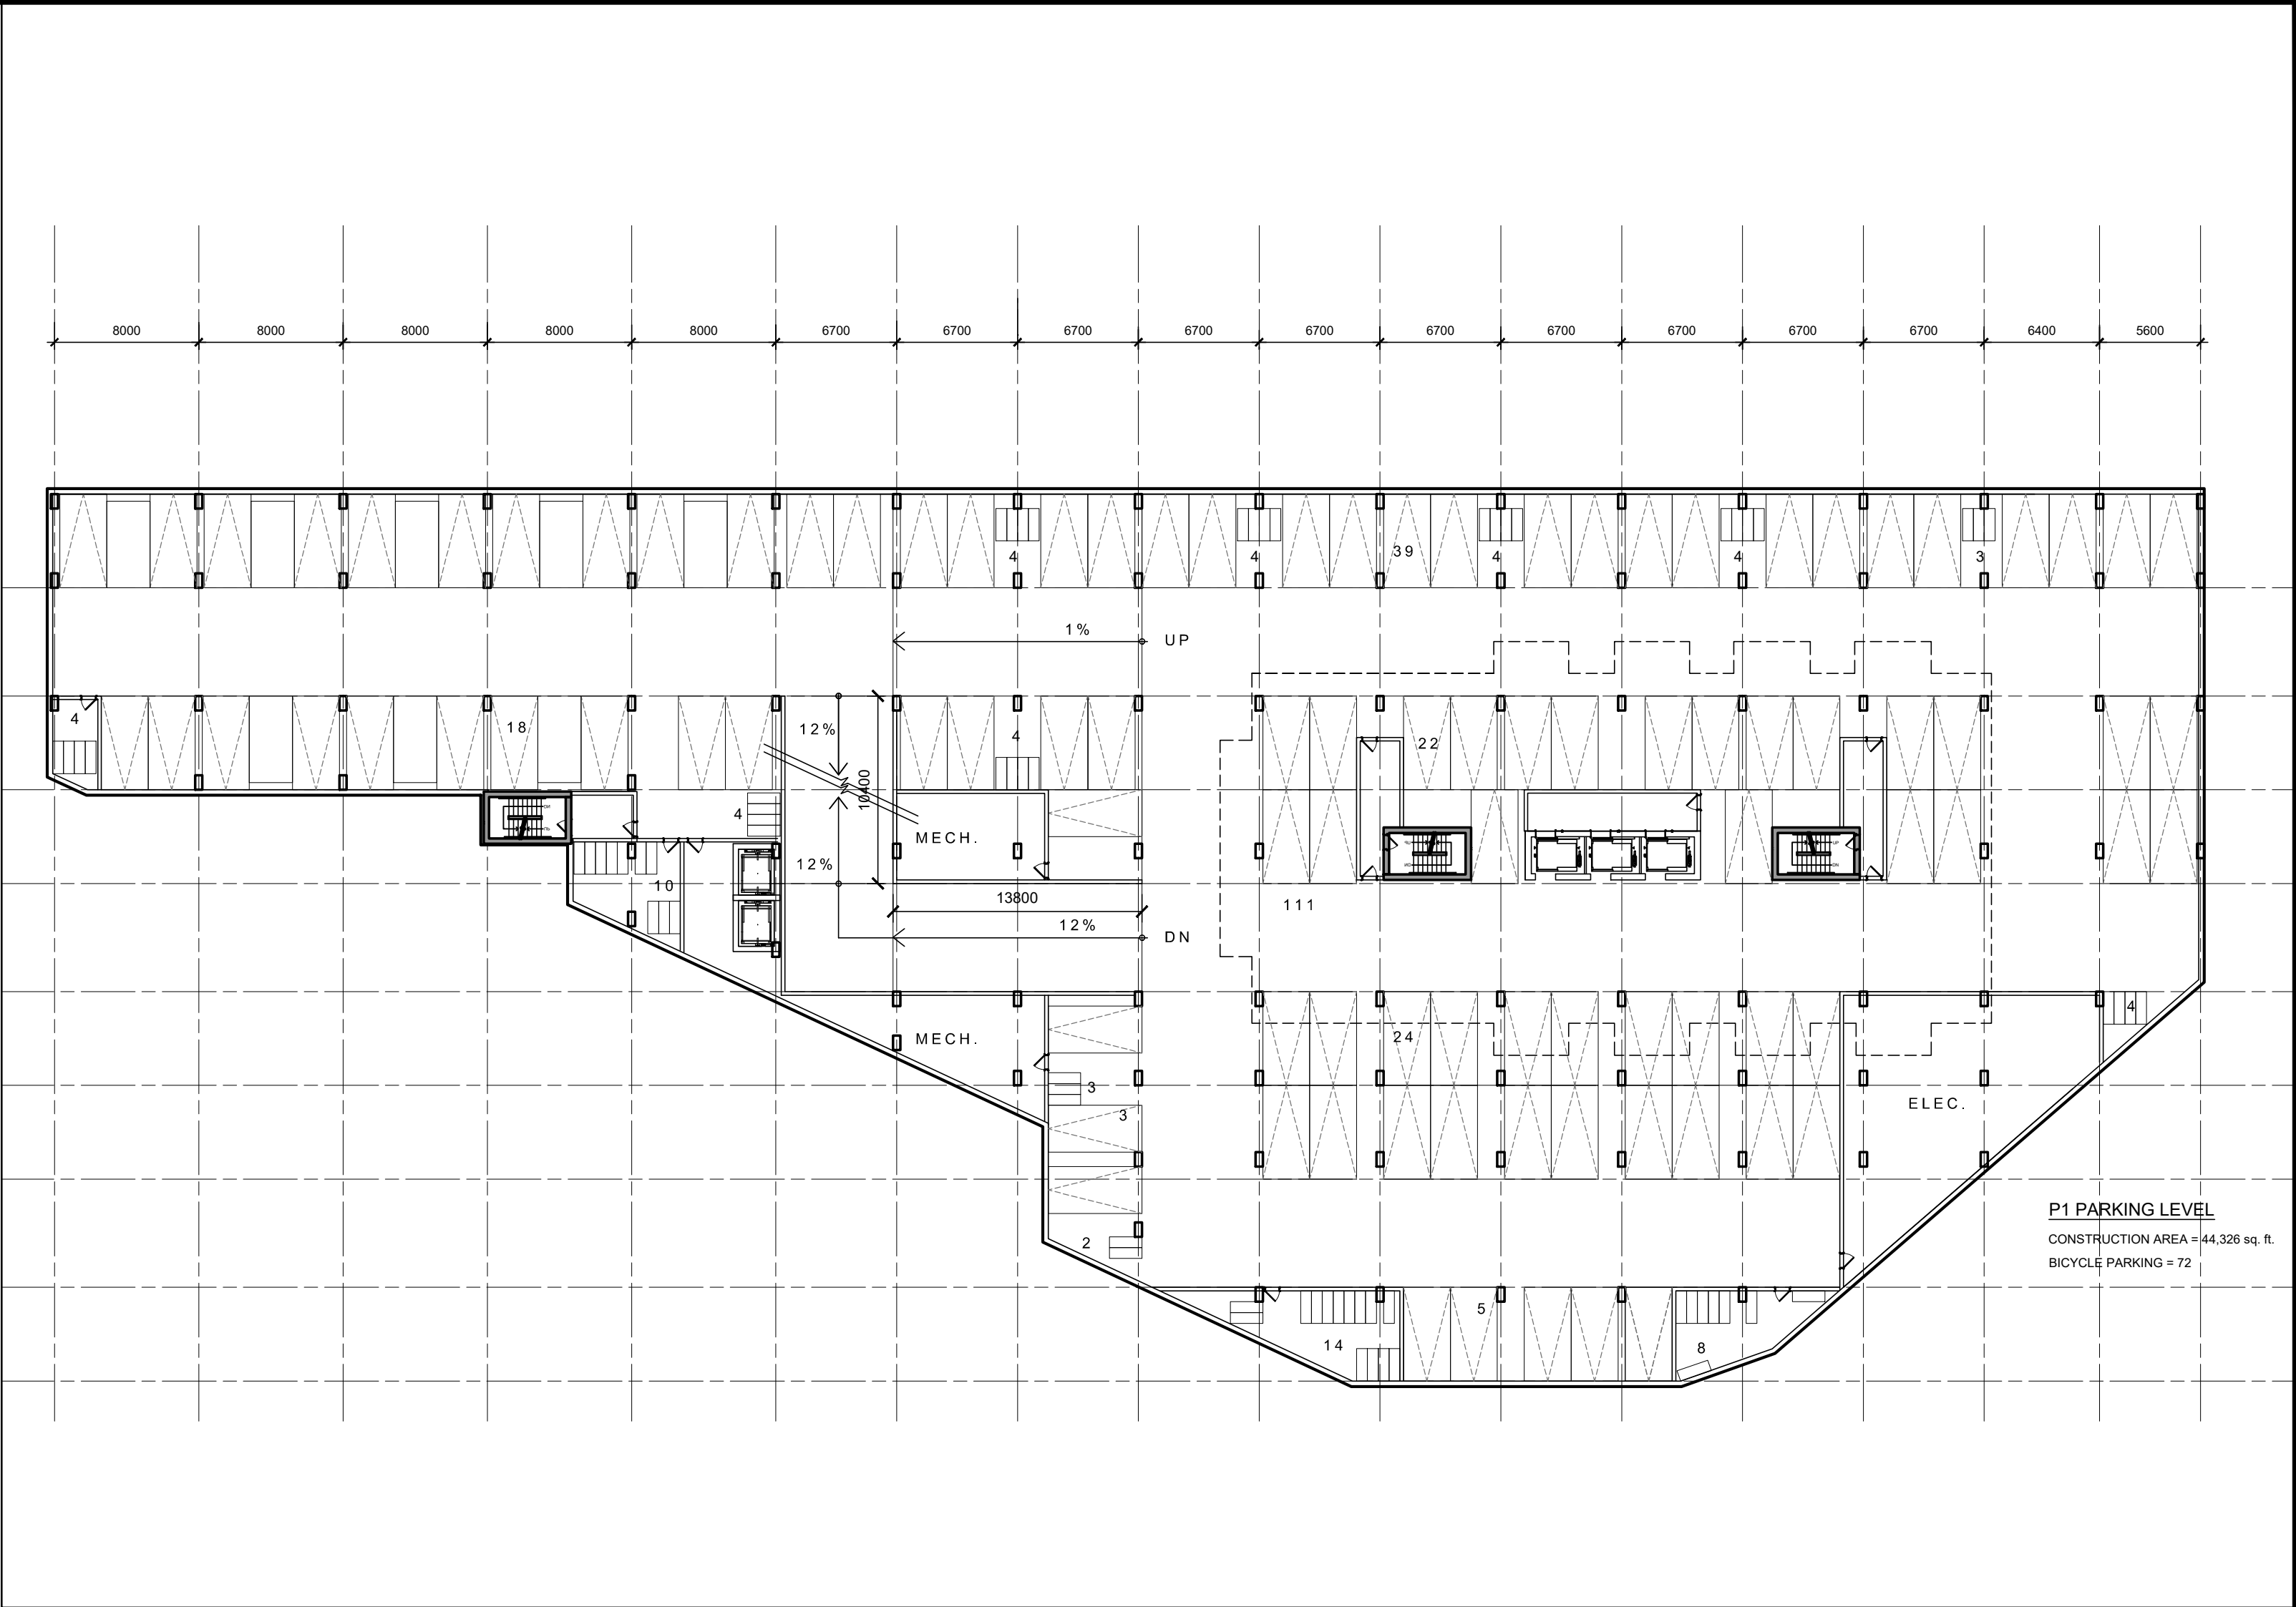 8000 8000 8000 8000 8000 6700 6700 6700 6700 6700 6700 6700 6700 6700 6700 6400 5600
4 4 39 4 4 3
1% UP
4 18 12% 4 22
10400
4 MECH.
12%
10
13800
111
12% DN
4
MECH. 24
3
3
ELEC.
2
5
14 8
P1 PARKING LEVEL
CONSTRUCTION AREA = 44,326 sq. ft.
BICYCLE PARKING = 72